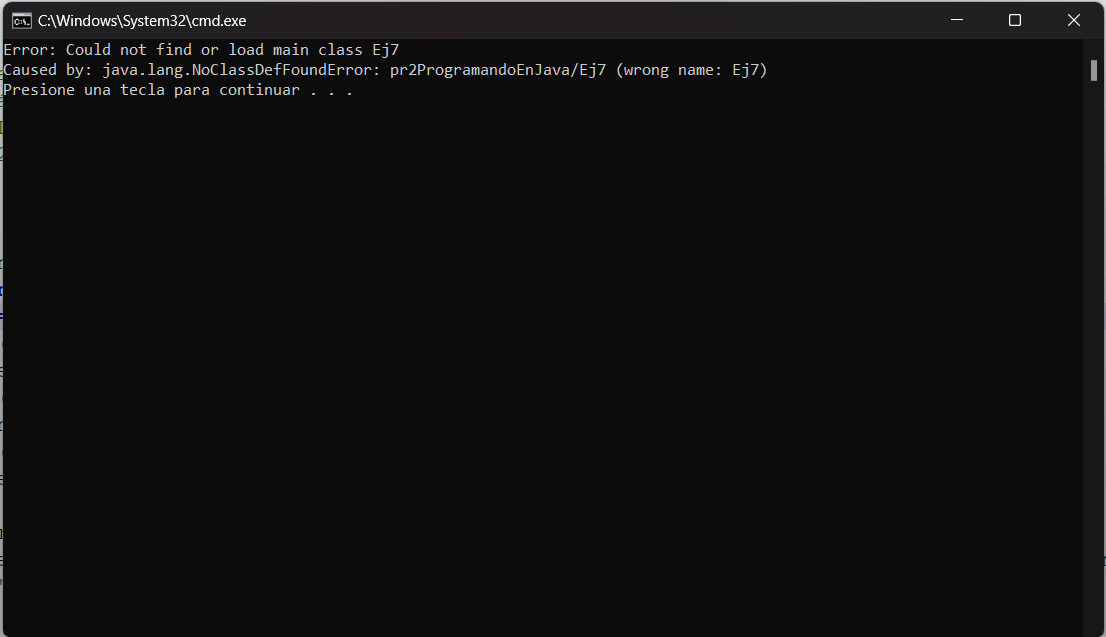 C:\Windows\System32\cmd.exe
Error: Could not find or load main class Ej7
Caused by: java.lang.NoClassDefFoundError: pr2ProgramandoEnJava/Ej7 (wrong name: Ej7)
Presione una tecla para continuar . . .